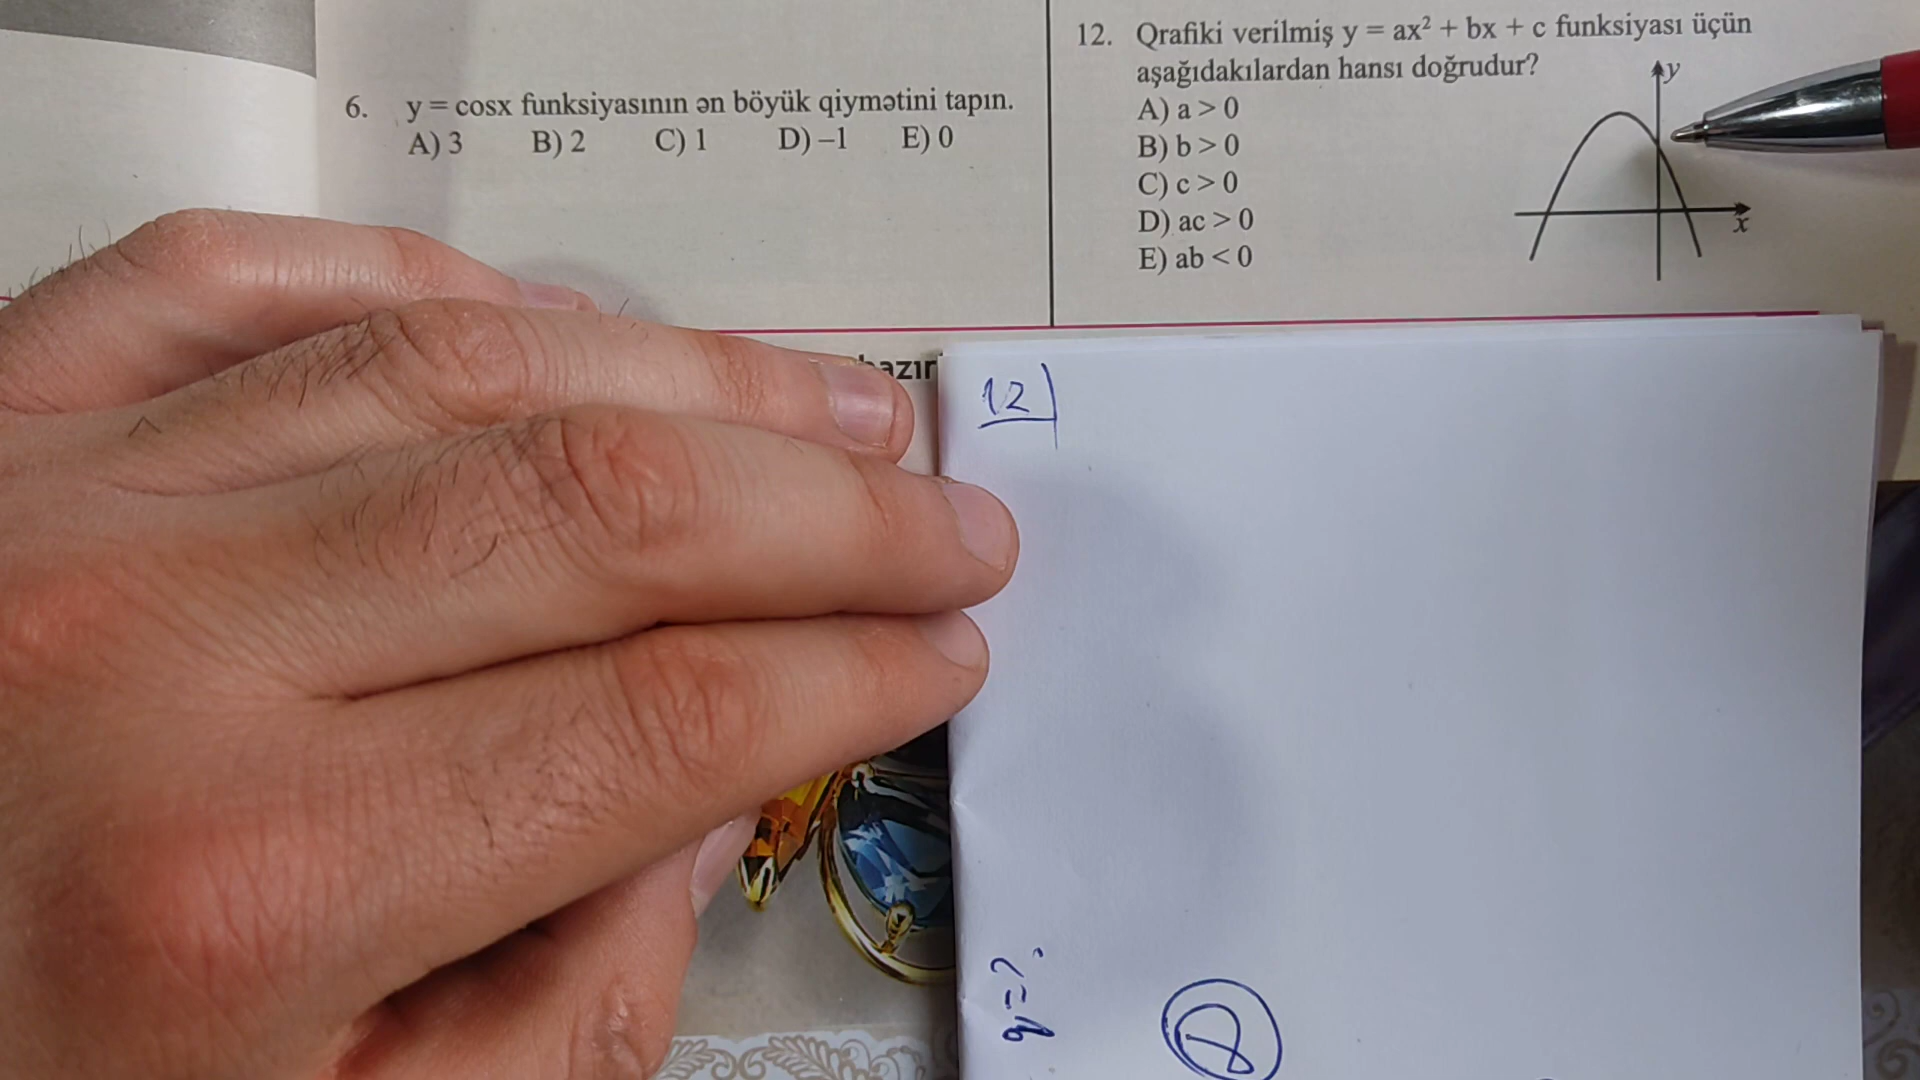 6. y = cosx funksiyasının ən böyük qiymətini tapın.
A) 3 B) 2 C) 1 D) –1 E) 0
12. Qrafiki verilmiş y = ax² + bx + c funksiyası üçün
aşağıdakılardan hansı doğrudur?
A) a > 0
B) b > 0
C) c > 0
D) ac > 0
E) ab < 0
y
x
12
q=?
8